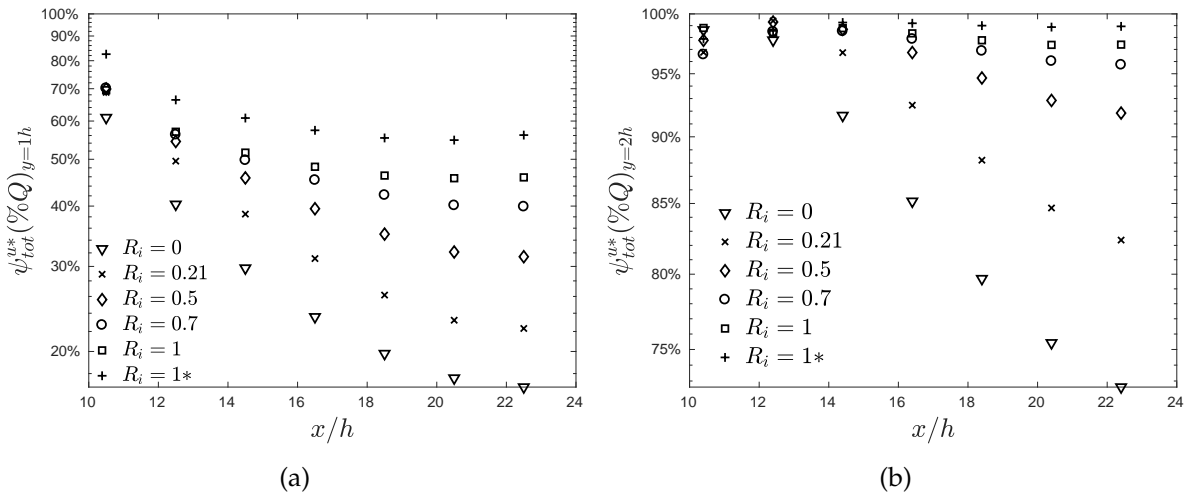 100%
90%
80%
70%
60%
50%
40%
30%
20%
ψ_{tot}^{u*}(%Q)_{y=1h}
R_i = 0
R_i = 0.21
R_i = 0.5
R_i = 0.7
R_i = 1
R_i = 1*
10 12 14 16 18 20 22 24
x/h
(a)
100%
95%
90%
85%
80%
75%
ψ_{tot}^{u*}(%Q)_{y=2h}
R_i = 0
R_i = 0.21
R_i = 0.5
R_i = 0.7
R_i = 1
R_i = 1*
10 12 14 16 18 20 22 24
x/h
(b)